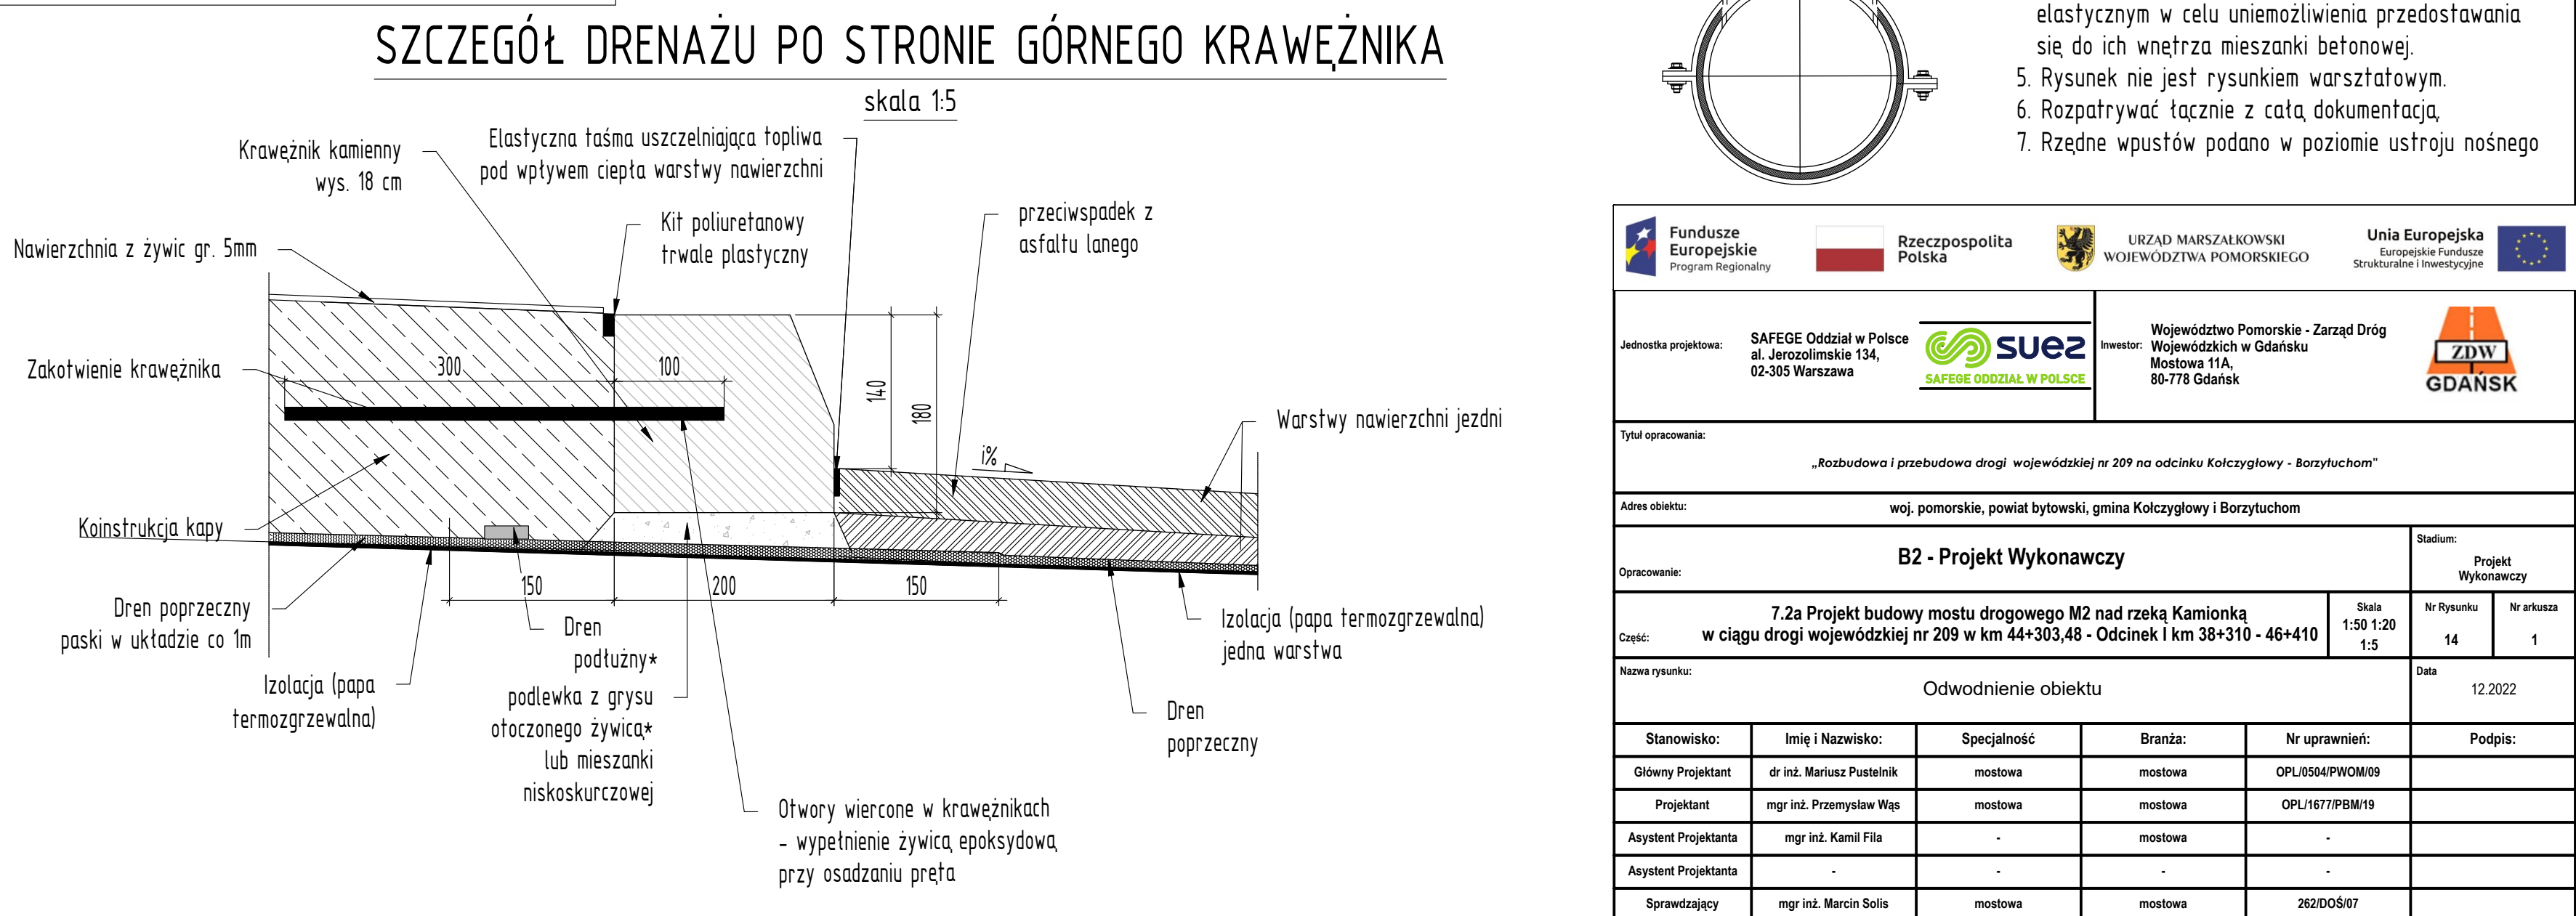 SZCZEGÓŁ DRENAŻU PO STRONIE GÓRNEGO KRAWĘŻNIKA
skala 1:5
Krawężnik kamienny
wys. 18 cm
Elastyczna taśma uszczelniająca topliwa
pod wpływem ciepła warstwy nawierzchni
Kit poliuretanowy
trwale plastyczny
przeciwspadek z
asfaltu lanego
Nawierzchnia z żywic gr. 5mm
Zakotwienie krawężnika
300
100
140
180
i%
Warstwy nawierzchni jezdni
Koinstrukcja kapy
150
200
150
Dren poprzeczny
paski w układzie co 1m
Izolacja (papa
termozgrzewalna)
Dren
podłużny*
podlewka z grysu
otoczonego żywicą*
lub mieszanki
niskoskurczowej
Otwory wiercone w krawężnikach
- wypełnienie żywicą epoksydową
przy osadzaniu pręta
Izolacja (papa termozgrzewalna)
jedna warstwa
Dren
poprzeczny
elastycznym w celu uniemożliwienia przedostawania
się do ich wnętrza mieszanki betonowej.
5. Rysunek nie jest rysunkiem warsztatowym.
6. Rozpatrywać łącznie z całą dokumentacją,
7. Rzędne wpustów podano w poziomie ustroju nośnego
Fundusze
Europejskie
Program Regionalny
Rzeczpospolita
Polska
URZĄD MARSZAŁKOWSKI
WOJEWÓDZTWA POMORSKIEGO
Unia Europejska
Europejskie Fundusze
Strukturalne i Inwestycyjne
Jednostka projektowa:
SAFEGE Oddział w Polsce
al. Jerozolimskie 134,
02-305 Warszawa
suez
SAFEGE ODDZIAŁ W POLSCE
Inwestor:
Województwo Pomorskie - Zarząd Dróg
Wojewódzkich w Gdańsku
Mostowa 11A,
80-778 Gdańsk
ZDW
GDAŃSK
Tytuł opracowania:
„Rozbudowa i przebudowa drogi wojewódzkiej nr 209 na odcinku Kołczygłowy - Borzytuchom"
Adres obiektu:
woj. pomorskie, powiat bytowski, gmina Kołczygłowy i Borzytuchom
Opracowanie:
B2 - Projekt Wykonawczy
Stadium:
Projekt
Wykonawczy
Część:
7.2a Projekt budowy mostu drogowego M2 nad rzeką Kamionką
w ciągu drogi wojewódzkiej nr 209 w km 44+303,48 - Odcinek I km 38+310 - 46+410
Skala
1:50 1:20
1:5
Nr Rysunku
14
Nr arkusza
1
Nazwa rysunku:
Odwodnienie obiektu
Data
12.2022
Stanowisko: Imię i Nazwisko: Specjalność Branża: Nr uprawnień: Podpis:
Główny Projektant dr inż. Mariusz Pustelnik mostowa mostowa OPL/0504/PWOM/09
Projektant mgr inż. Przemysław Wąs mostowa mostowa OPL/1677/PBM/19
Asystent Projektanta mgr inż. Kamil Fila - mostowa -
Asystent Projektanta - - - -
Sprawdzający mgr inż. Marcin Solis mostowa mostowa 262/DOŚ/07